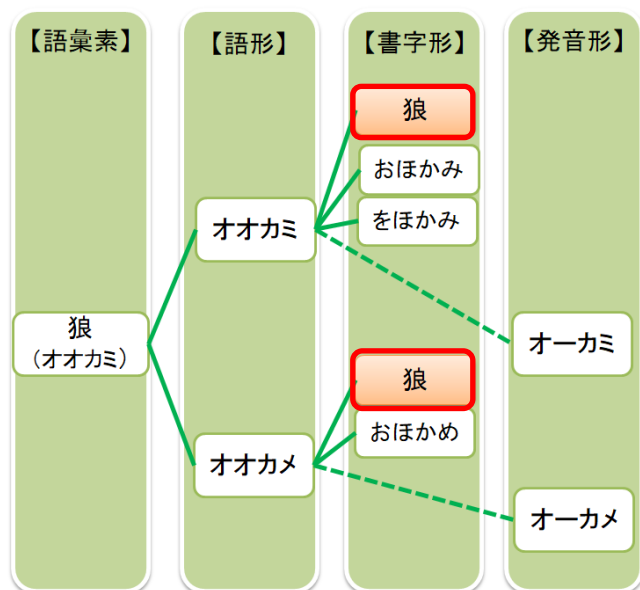 【語彙素】
【語形】
【書字形】
【発音形】
狼
おほかみ
をほかみ
オオカミ
狼
(オオカミ)
オーカミ
狼
おほかめ
オオカメ
オーカメ